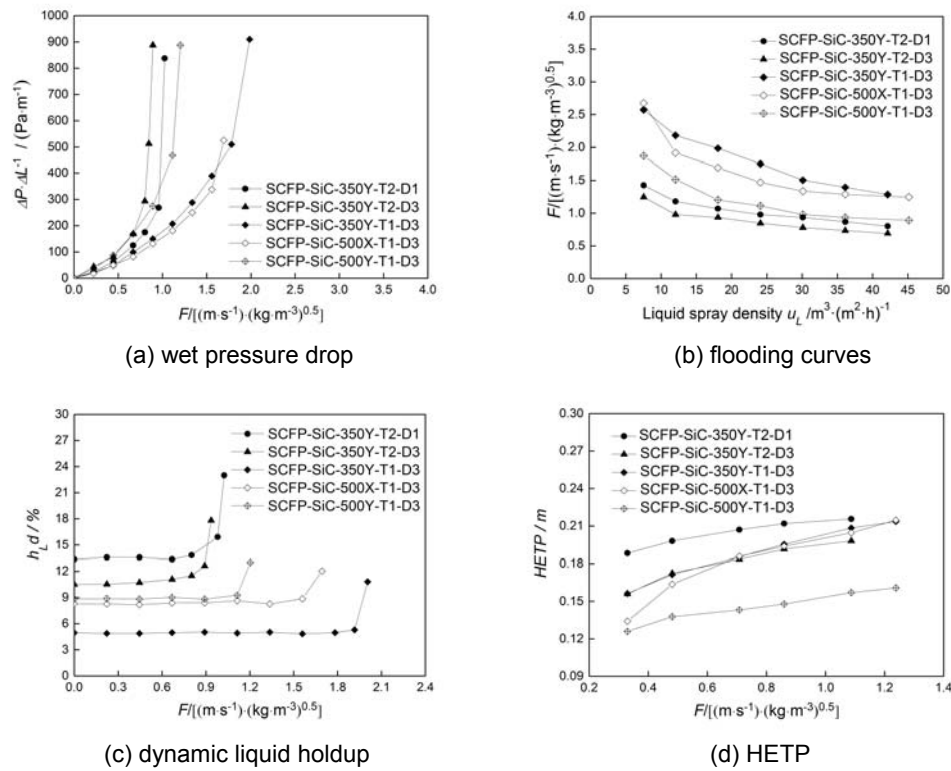 900
800
700
600
500
400
300
200
100
0
ΔP·ΔL⁻¹ / (Pa·m⁻¹)
SCFP-SiC-350Y-T2-D1
SCFP-SiC-350Y-T2-D3
SCFP-SiC-350Y-T1-D3
SCFP-SiC-500X-T1-D3
SCFP-SiC-500Y-T1-D3
0.0 0.5 1.0 1.5 2.0 2.5 3.0 3.5 4.0
F/[(m·s⁻¹)·(kg·m⁻³)⁰·⁵]
(a) wet pressure drop
4.0
3.5
3.0
2.5
2.0
1.5
1.0
0.5
0.0
F/[(m·s⁻¹)·(kg·m⁻³)⁰·⁵]
SCFP-SiC-350Y-T2-D1
SCFP-SiC-350Y-T2-D3
SCFP-SiC-350Y-T1-D3
SCFP-SiC-500X-T1-D3
SCFP-SiC-500Y-T1-D3
0 5 10 15 20 25 30 35 40 45 50
Liquid spray density u_L /m³·(m²·h)⁻¹
(b) flooding curves
30
27
24
21
18
15
12
9
6
3
0
h_L d / %
SCFP-SiC-350Y-T2-D1
SCFP-SiC-350Y-T2-D3
SCFP-SiC-350Y-T1-D3
SCFP-SiC-500X-T1-D3
SCFP-SiC-500Y-T1-D3
0.0 0.3 0.6 0.9 1.2 1.5 1.8 2.1 2.4
F/[(m·s⁻¹)·(kg·m⁻³)⁰·⁵]
(c) dynamic liquid holdup
0.30
0.27
0.24
0.21
0.18
0.15
0.12
0.09
HETP / m
SCFP-SiC-350Y-T2-D1
SCFP-SiC-350Y-T2-D3
SCFP-SiC-350Y-T1-D3
SCFP-SiC-500X-T1-D3
SCFP-SiC-500Y-T1-D3
0.2 0.4 0.6 0.8 1.0 1.2 1.4
F/[(m·s⁻¹)·(kg·m⁻³)⁰·⁵]
(d) HETP